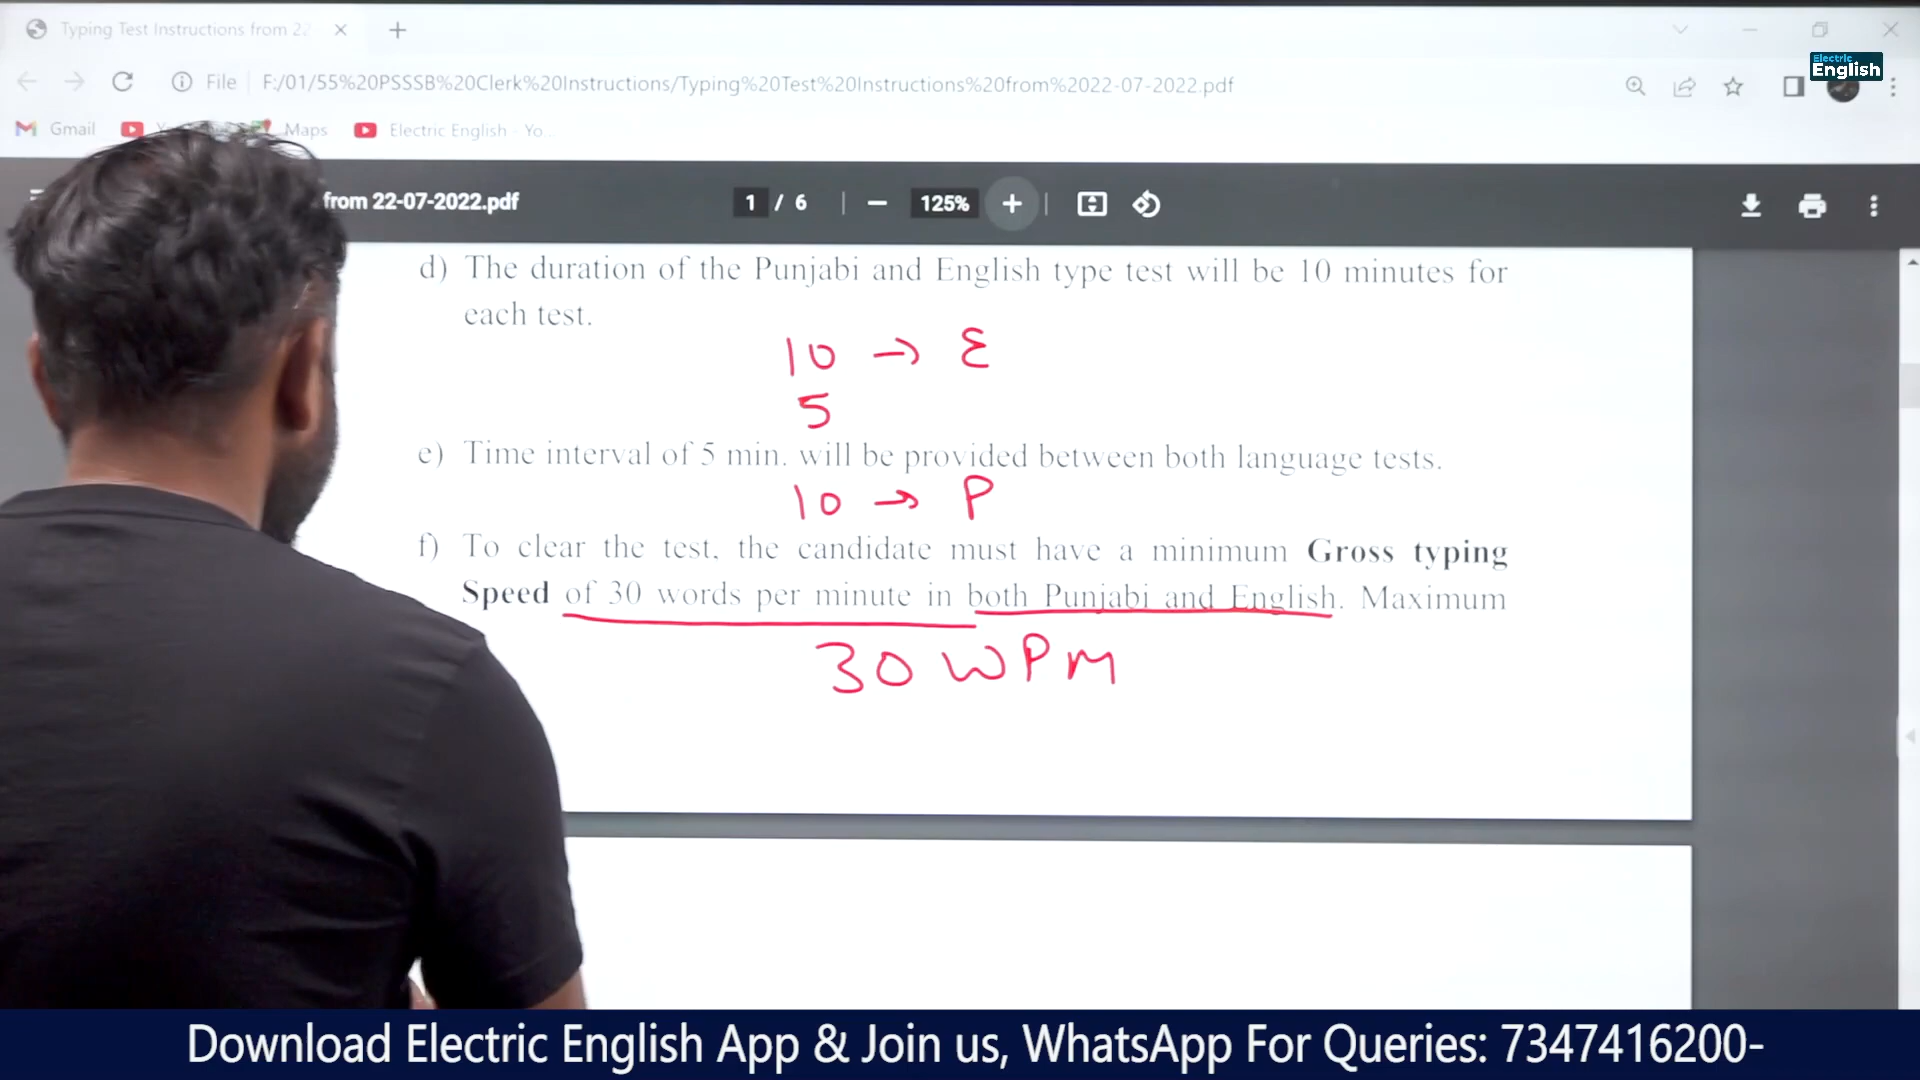 Typing Test Instructions from 22
File F:/01/55%20PSSSB%20Clerk%20Instructions/Typing%20Test%20Instructions%20from%2022-07-2022.pdf
Electric
English
Gmail Maps Electric English - Yo
from 22-07-2022.pdf 1 / 6 − 125% +
d) The duration of the Punjabi and English type test will be 10 minutes for
each test.
10 → E
5
e) Time interval of 5 min. will be provided between both language tests.
10 → P
f) To clear the test, the candidate must have a minimum Gross typing
Speed of 30 words per minute in both Punjabi and English. Maximum
30 WPM
Download Electric English App & Join us, WhatsApp For Queries: 7347416200-